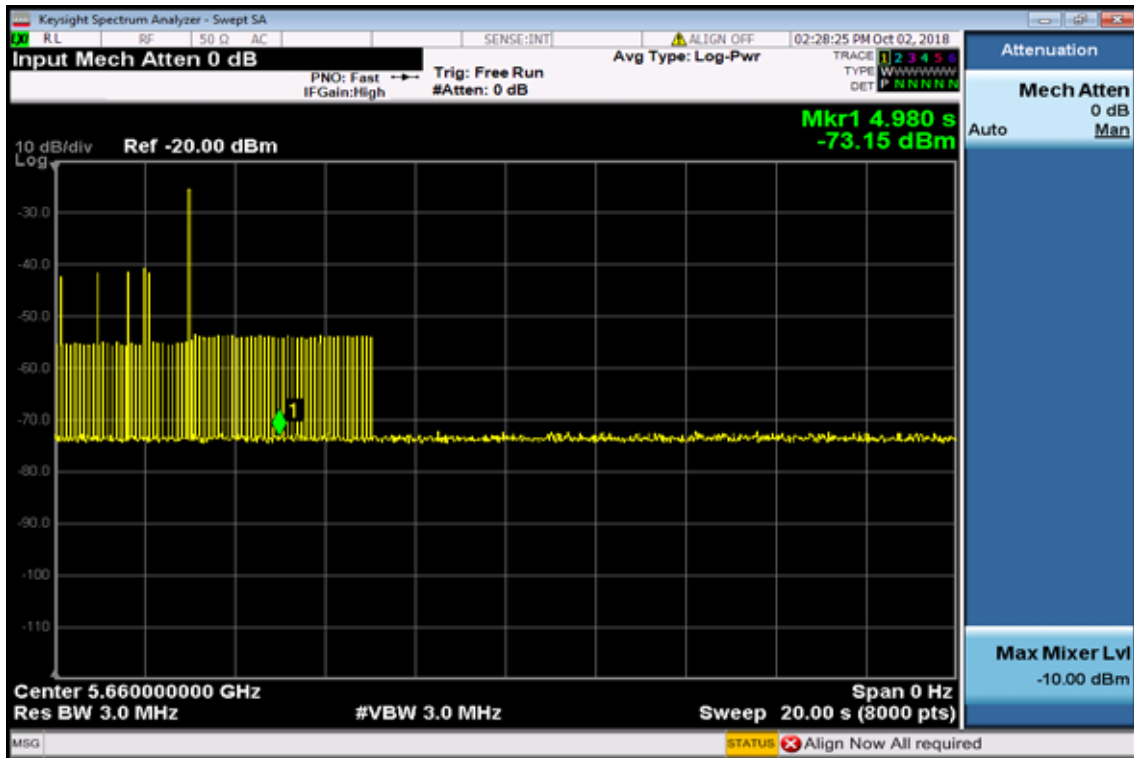 Keysight Spectrum Analyzer - Swept SA
LXI RL RF 50 Ω AC SENSE:INT ALIGN OFF 02:28:25 PM Oct 02, 2018
Input Mech Atten 0 dB
PNO: Fast
IFGain:High
Trig: Free Run
#Atten: 0 dB
Avg Type: Log-Pwr
TRACE 1 2 3 4 5 6
TYPE WWWWWWW
DET P N N N N N
Attenuation
Mech Atten
0 dB
Auto Man
Mkr1 4.980 s
-73.15 dBm
10 dB/div Ref -20.00 dBm
Log
-30.0
-40.0
-50.0
-60.0
-70.0
-80.0
-90.0
-100
-110
1
Center 5.660000000 GHz
Span 0 Hz
Res BW 3.0 MHz #VBW 3.0 MHz Sweep 20.00 s (8000 pts)
Max Mixer Lvl
-10.00 dBm
MSG STATUS Align Now All required